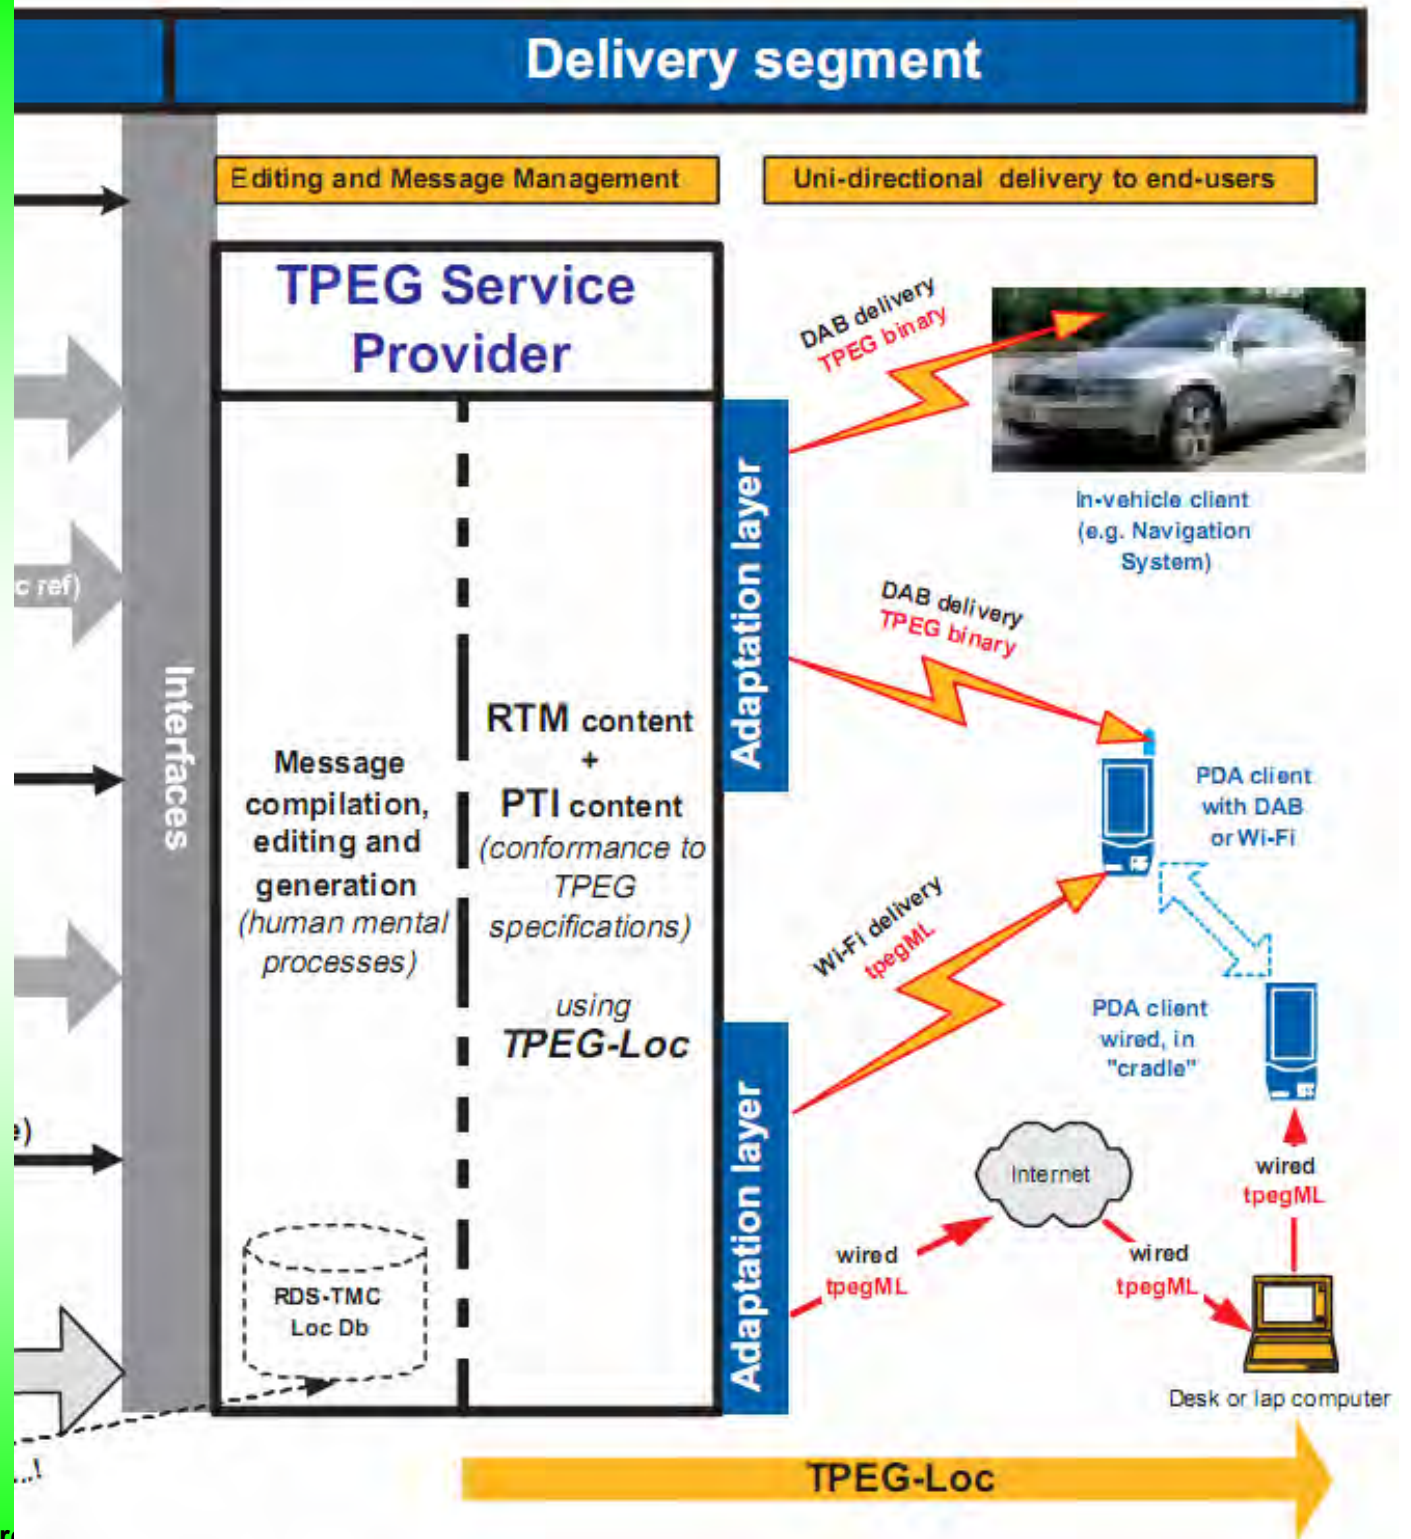 Delivery segment
Editing and Message Management
Uni-directional delivery to end-users
TPEG Service
Provider
DAB delivery
TPEG binary
In-vehicle client
(e.g. Navigation
System)
c ref)
Interfaces
Adaptation layer
DAB delivery
TPEG binary
Message
compilation,
editing and
generation
(human mental
processes)
RTM content
+
PTI content
(conformance to
TPEG
specifications)
using
TPEG-Loc
PDA client
with DAB
or Wi-Fi
Wi-Fi delivery
tpegML
PDA client
wired, in
"cradle"
e)
Adaptation layer
Internet
wired
tpegML
wired
tpegML
wired
tpegML
RDS-TMC
Loc Db
Desk or lap computer
...!
TPEG-Loc